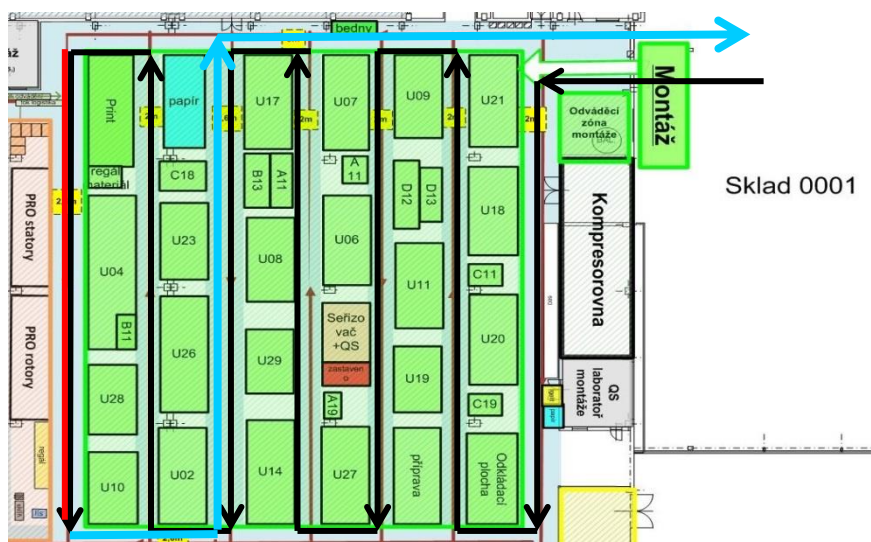 bedny
Montáž
Print
papír
U17
U07
U09
U21
Odváděcí
zóna
montáže
2m
2m
2m
2m
regál
materiál
C18
B13
A11
A
11
D12
D13
U18
Sklad 0001
PRO statory
U04
U23
U08
U06
U11
C11
Kompresorovna
B11
U26
Seřizo
vač
+QS
zastaven
o
U29
U19
U20
PRO rotory
QS
laboratoř
montáže
U28
A19
C19
papír
regál
U10
U02
U14
U27
příprava
Odkládací
plocha